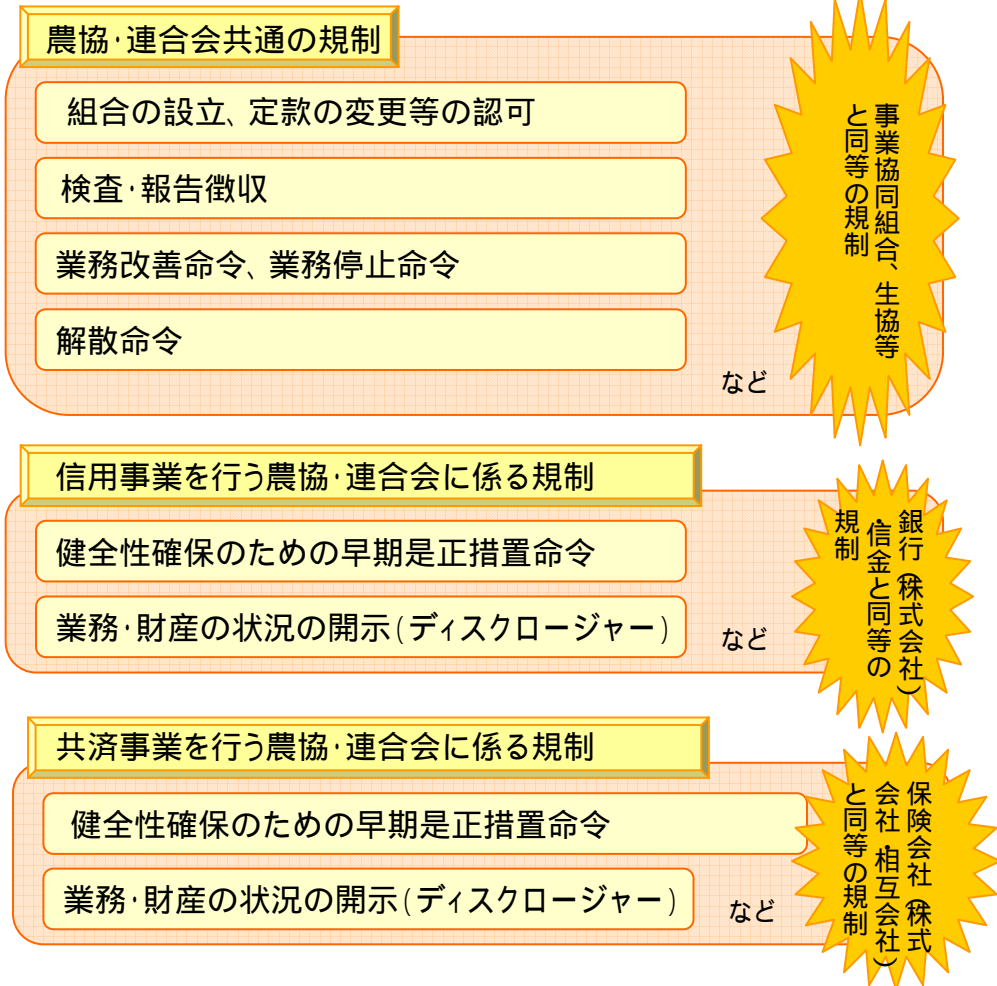 農協・連合会共通の規制
組合の設立、定款の変更等の認可
検査・報告徴収
業務改善命令、業務停止命令
解散命令
など
事業協同組合、生協等
と同等の規制
信用事業を行う農協・連合会に係る規制
健全性確保のための早期是正措置命令
業務・財産の状況の開示(ディスクロージャー)
など
銀行(株式会社)
・信金と同等の
規制
共済事業を行う農協・連合会に係る規制
健全性確保のための早期是正措置命令
業務・財産の状況の開示(ディスクロージャー)
など
保険会社(株式
会社・相互会社)
と同等の規制